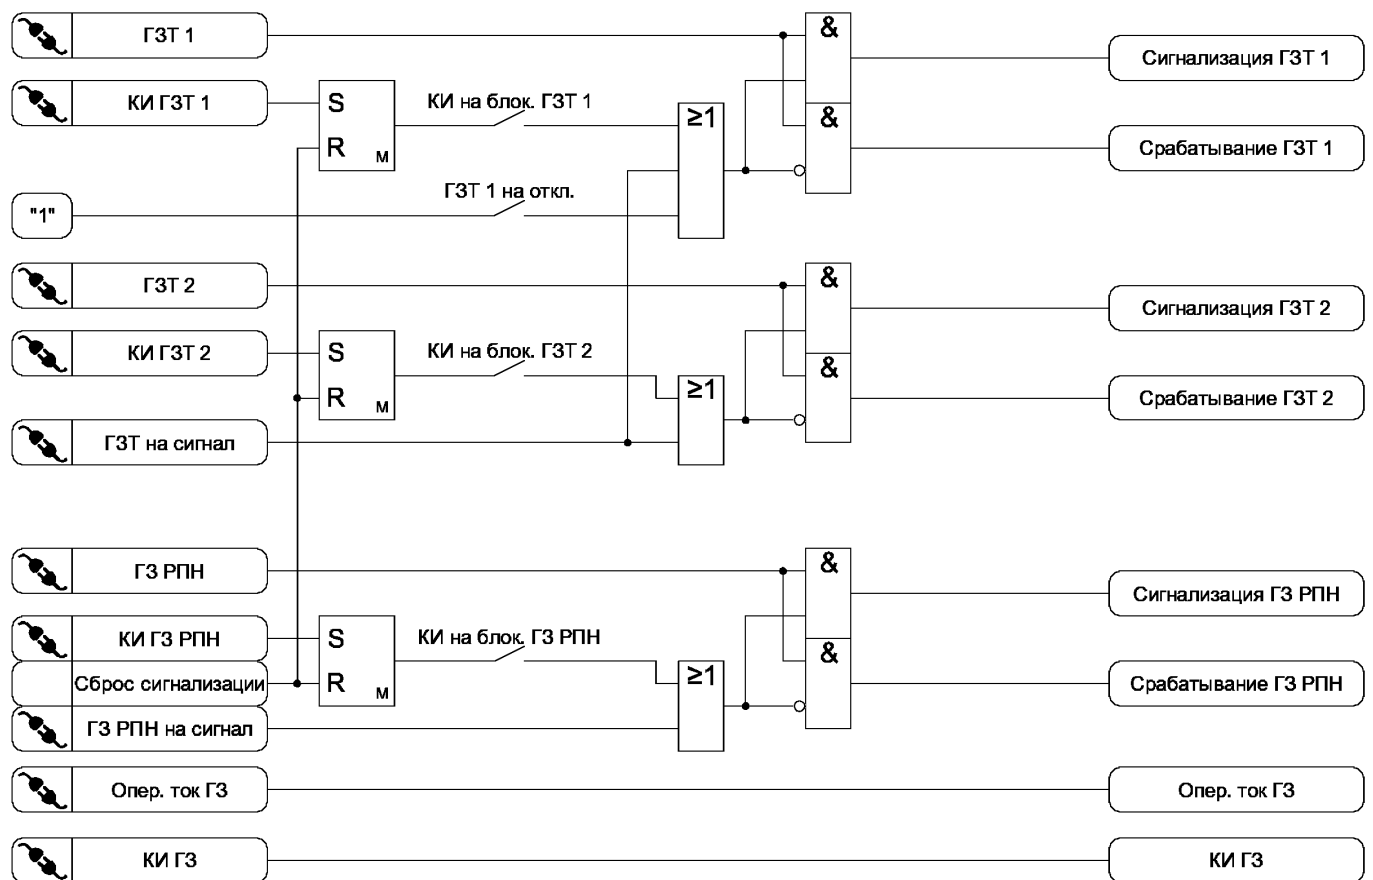 ГЗТ 1
&
Сигнализация ГЗТ 1
КИ ГЗТ 1
S
R
M
КИ на блок. ГЗТ 1
≥1
&
Срабатывание ГЗТ 1
"1"
ГЗТ 1 на откл.
ГЗТ 2
&
Сигнализация ГЗТ 2
КИ ГЗТ 2
S
R
M
КИ на блок. ГЗТ 2
≥1
&
Срабатывание ГЗТ 2
ГЗТ на сигнал
ГЗ РПН
&
Сигнализация ГЗ РПН
КИ ГЗ РПН
S
R
M
КИ на блок. ГЗ РПН
≥1
&
Срабатывание ГЗ РПН
Сброс сигнализации
ГЗ РПН на сигнал
Опер. ток ГЗ
Опер. ток ГЗ
КИ ГЗ
КИ ГЗ